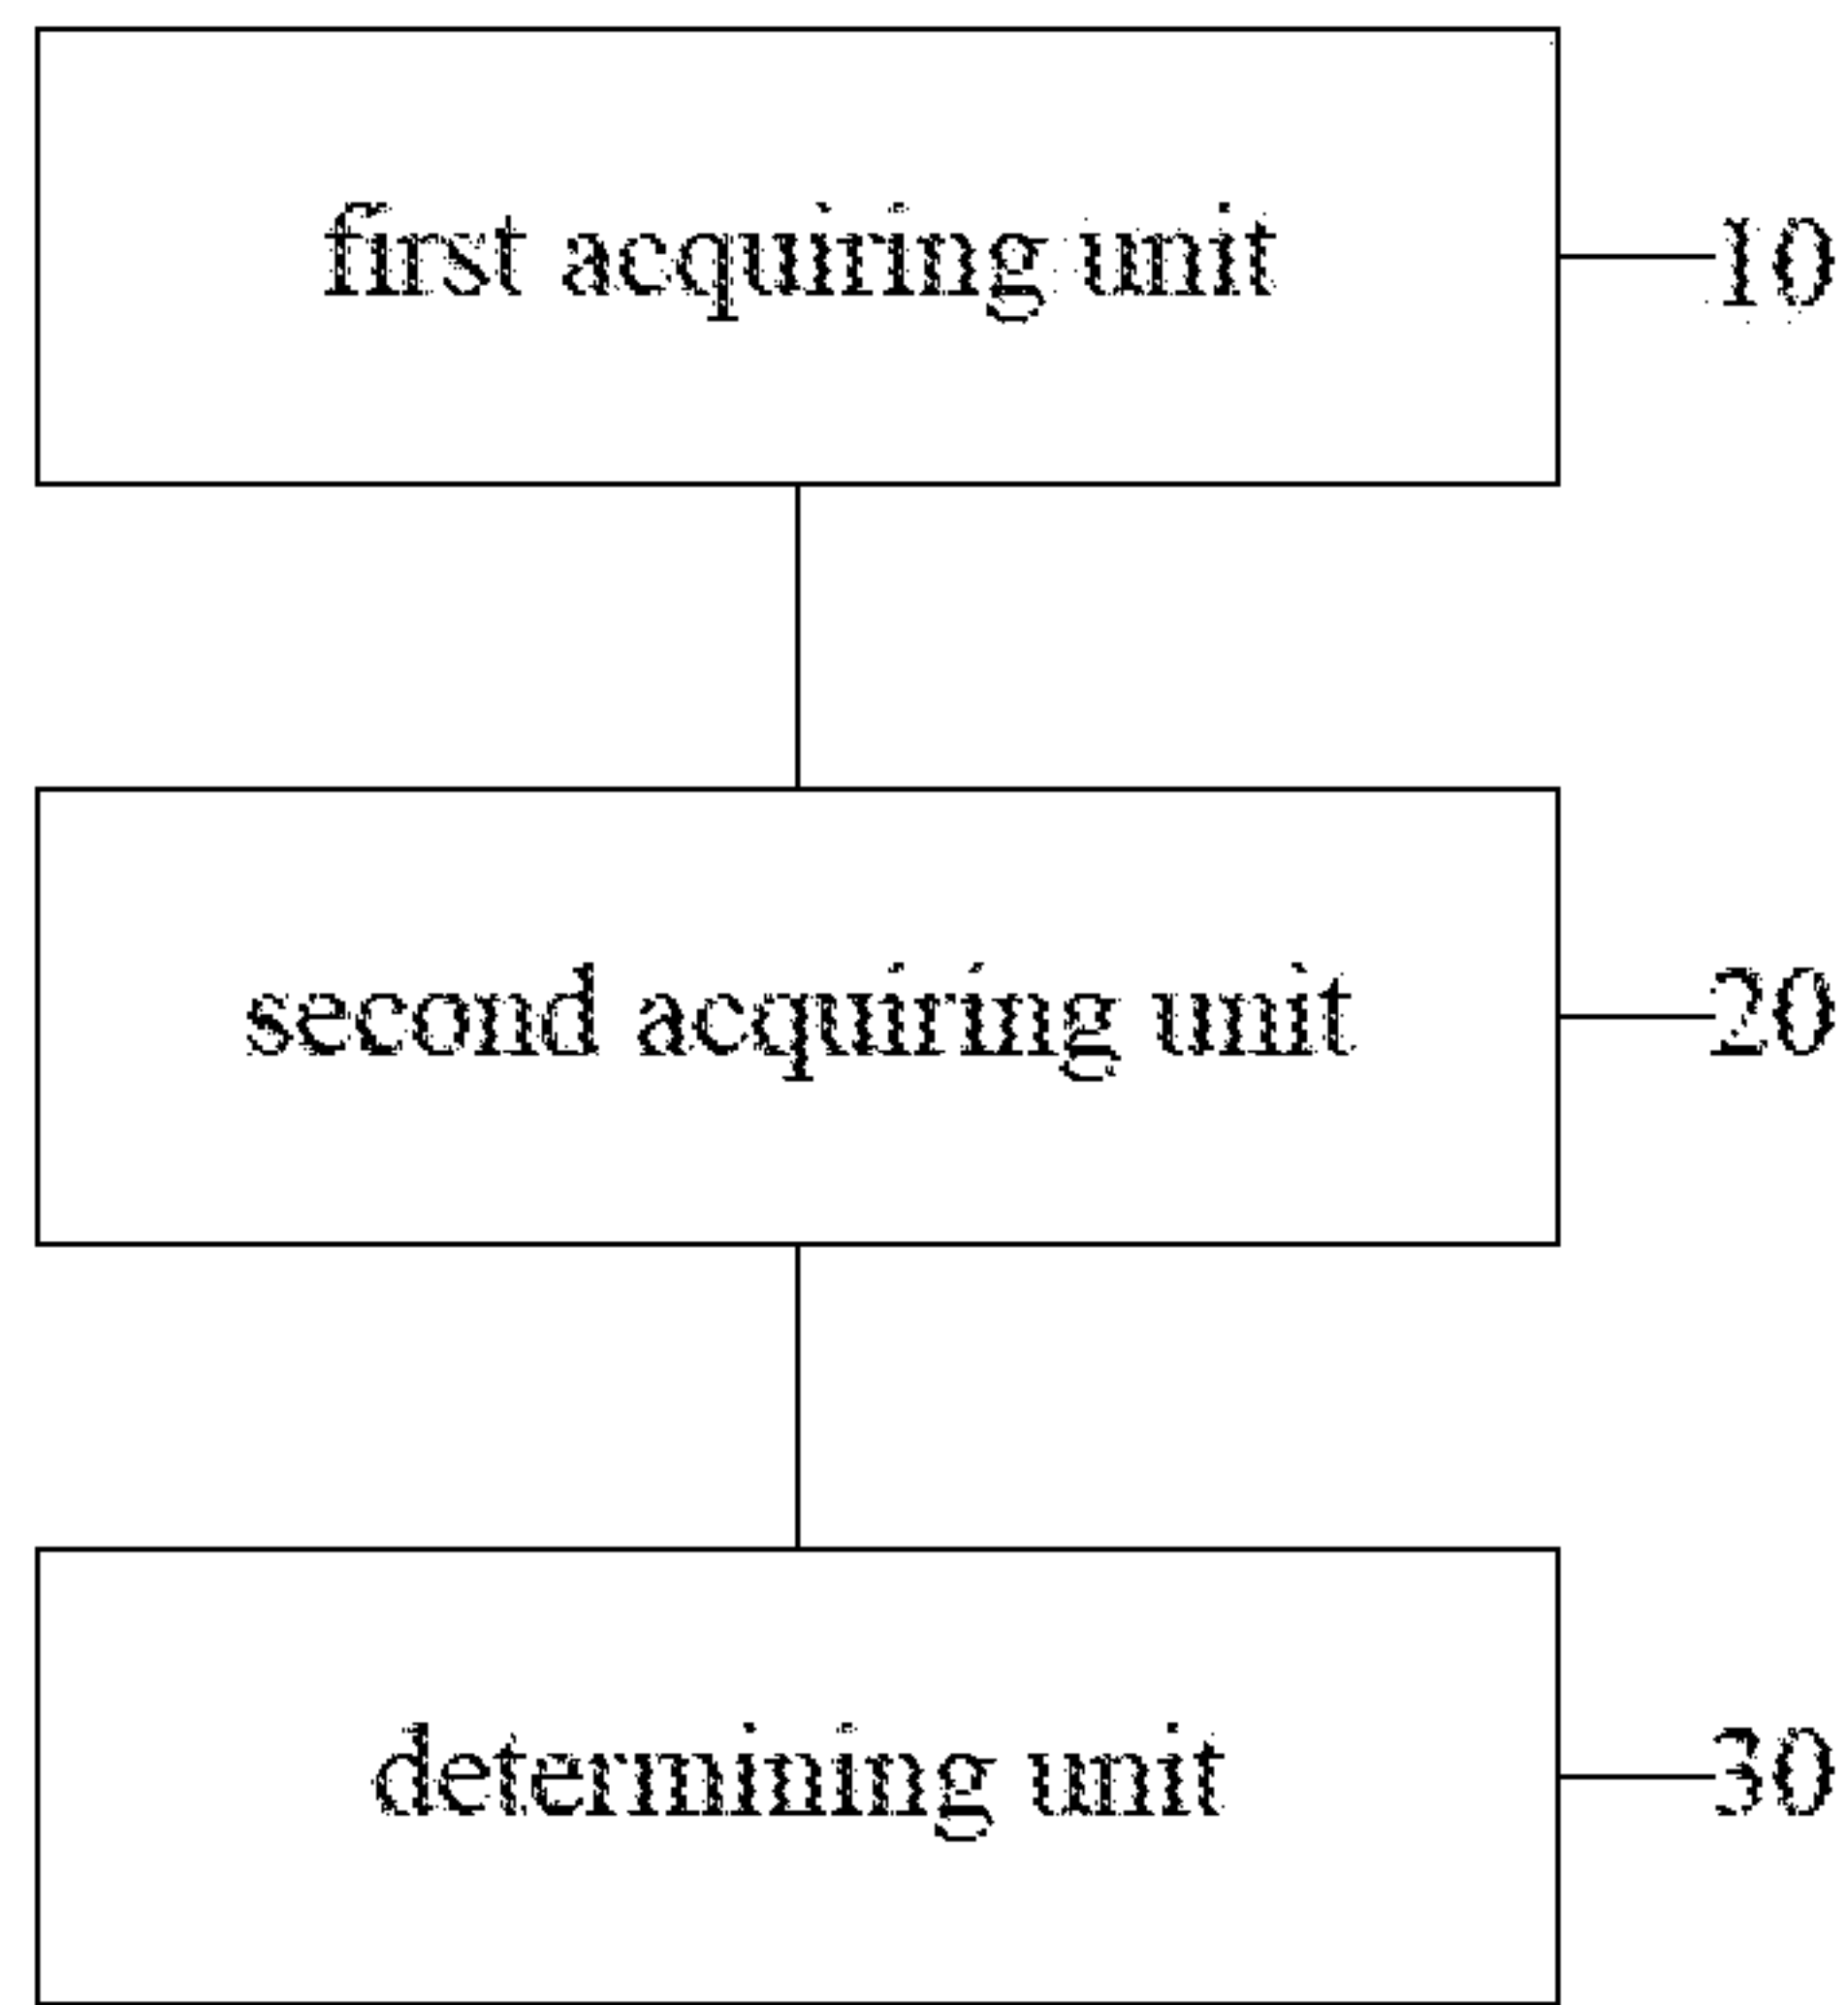 first acquiring unit
10
second acquiring unit
20
determining unit
30